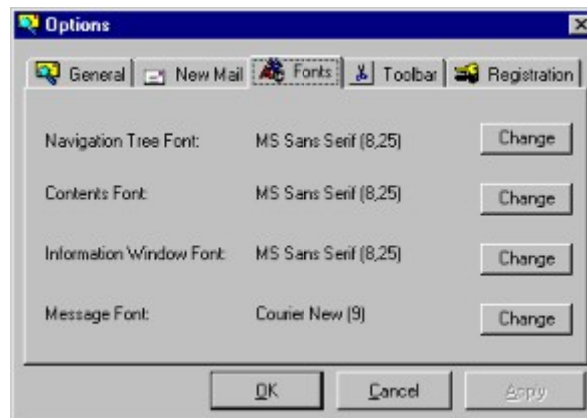 Options
General New Mail Fonts Toolbar Registration
Navigation Tree Font: MS Sans Serif (8,25) Change
Contents Font: MS Sans Serif (8,25) Change
Information Window Font: MS Sans Serif (8,25) Change
Message Font: Courier New (9) Change
OK Cancel Apply